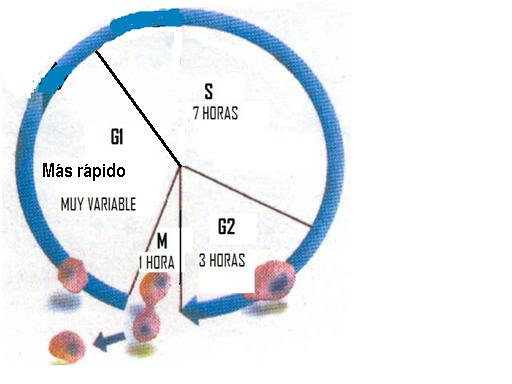 S
7 HORAS
G1
Más rápido
MUY VARIABLE
G2
3 HORAS
M
1 HORA